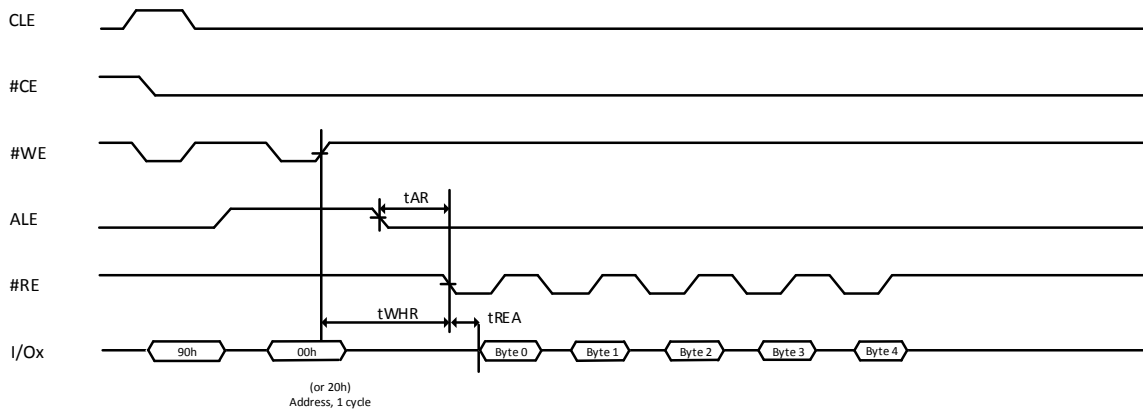 CLE
#CE
#WE
ALE
tAR
#RE
tWHR
tREA
I/Ox
90h
00h
Byte 0
Byte 1
Byte 2
Byte 3
Byte 4
(or 20h)
Address, 1 cycle